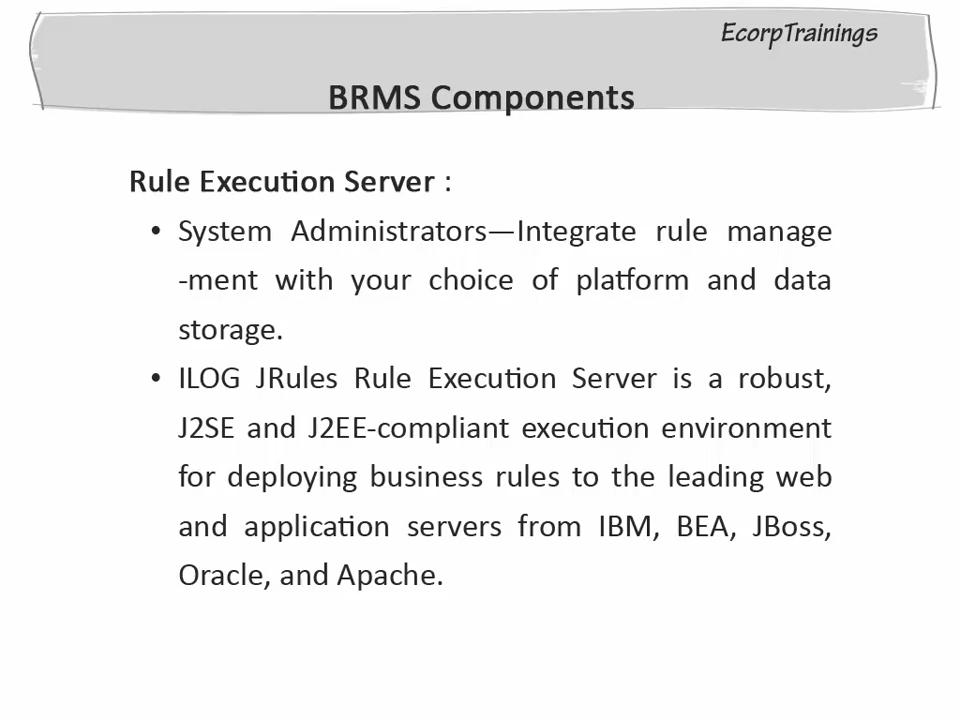 EcorpTrainings
BRMS Components
Rule Execution Server :
• System Administrators—Integrate rule manage
-ment with your choice of platform and data
storage.
• ILOG JRules Rule Execution Server is a robust,
J2SE and J2EE-compliant execution environment
for deploying business rules to the leading web
and application servers from IBM, BEA, JBoss,
Oracle, and Apache.